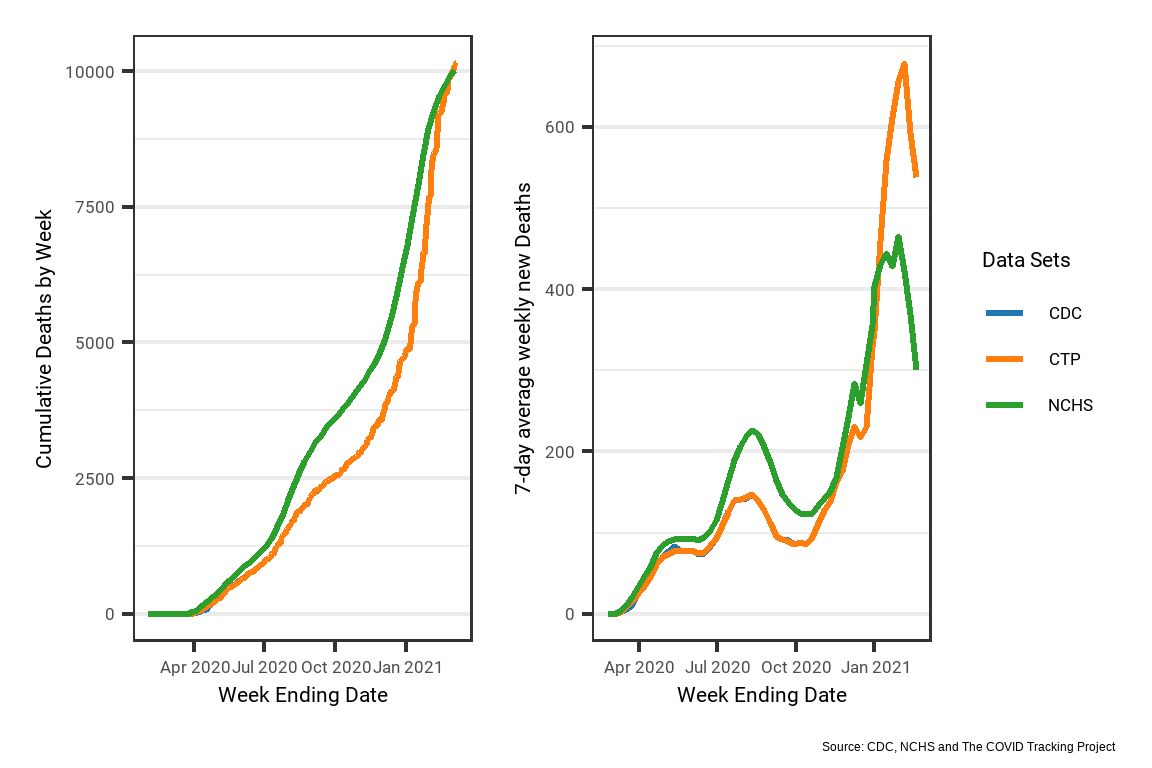 Cumulative Deaths by Week
10000
7500
5000
2500
0
Apr 2020 Jul 2020 Oct 2020 Jan 2021
Week Ending Date
7-day average weekly new Deaths
600
400
200
0
Apr 2020 Jul 2020 Oct 2020 Jan 2021
Week Ending Date
Data Sets
CDC
CTP
NCHS
Source: CDC, NCHS and The COVID Tracking Project